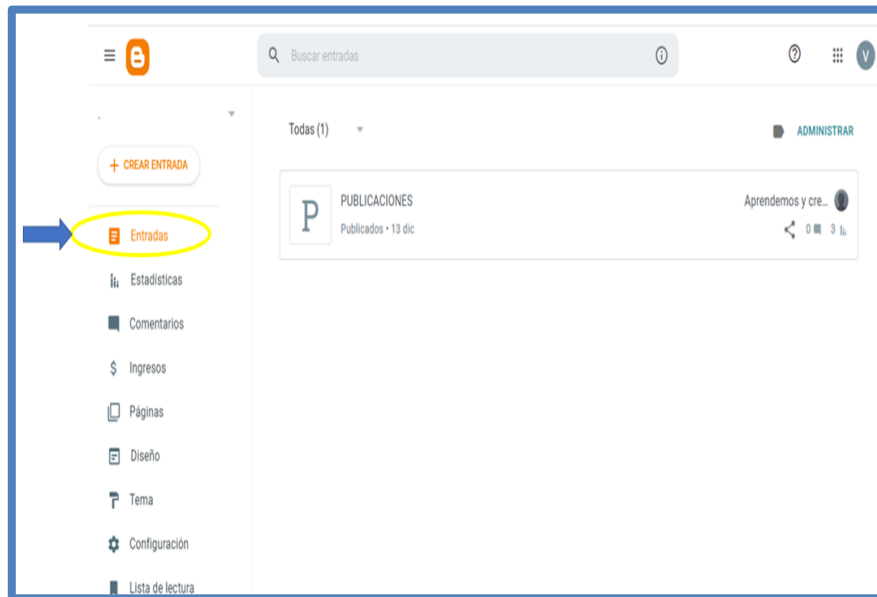 Buscar entradas
V
.
Todas (1)
ADMINISTRAR
+ CREAR ENTRADA
P
PUBLICACIONES
Aprendemos y cre...
Publicados • 13 dic
0 3
Entradas
Estadísticas
Comentarios
$ Ingresos
Páginas
Diseño
Tema
Configuración
Lista de lectura